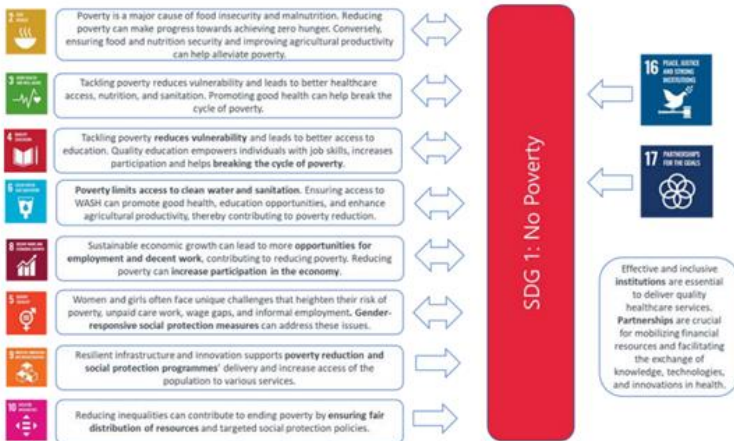 2
Poverty is a major cause of food insecurity and malnutrition. Reducing
poverty can make progress towards achieving zero hunger. Conversely,
ensuring food and nutrition security and improving agricultural productivity
can help alleviate poverty.
3
Tackling poverty reduces vulnerability and leads to better healthcare
access, nutrition, and sanitation. Promoting good health can help break the
cycle of poverty.
4
Tackling poverty reduces vulnerability and leads to better access to
education. Quality education empowers individuals with job skills, increases
participation and helps breaking the cycle of poverty.
6
Poverty limits access to clean water and sanitation. Ensuring access to
WASH can promote good health, education opportunities, and enhance
agricultural productivity, thereby contributing to poverty reduction.
8
Sustainable economic growth can lead to more opportunities for
employment and decent work, contributing to reducing poverty. Reducing
poverty can increase participation in the economy.
5
Women and girls often face unique challenges that heighten their risk of
poverty, unpaid care work, wage gaps, and informal employment. Gender-
responsive social protection measures can address these issues.
9
Resilient infrastructure and innovation supports poverty reduction and
social protection programmes' delivery and increase access of the
population to various services.
10
Reducing inequalities can contribute to ending poverty by ensuring fair
distribution of resources and targeted social protection policies.
SDG 1: No Poverty
16 PEACE, JUSTICE
AND STRONG
INSTITUTIONS
17 PARTNERSHIPS
FOR THE GOALS
Effective and inclusive
institutions are essential
to deliver quality
healthcare services.
Partnerships are crucial
for mobilizing financial
resources and facilitating
the exchange of
knowledge, technologies,
and innovations in health.